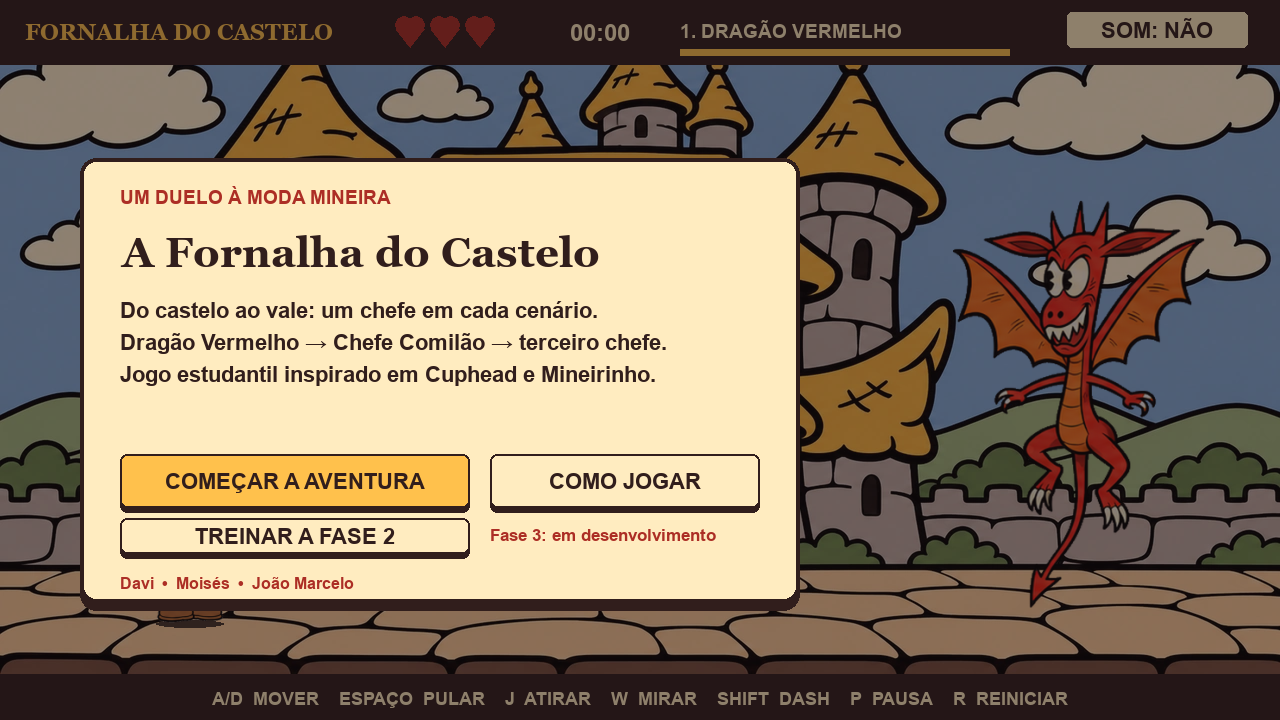 FORNALHA DO CASTELO
00:00
1. DRAGÃO VERMELHO
SOM: NÃO
UM DUELO À MODA MINEIRA
A Fornalha do Castelo
Do castelo ao vale: um chefe em cada cenário.
Dragão Vermelho → Chefe Comilão → terceiro chefe.
Jogo estudantil inspirado em Cuphead e Mineirinho.
COMEÇAR A AVENTURA
COMO JOGAR
TREINAR A FASE 2
Fase 3: em desenvolvimento
Davi • Moisés • João Marcelo
A/D MOVER ESPAÇO PULAR J ATIRAR W MIRAR SHIFT DASH P PAUSA R REINICIAR